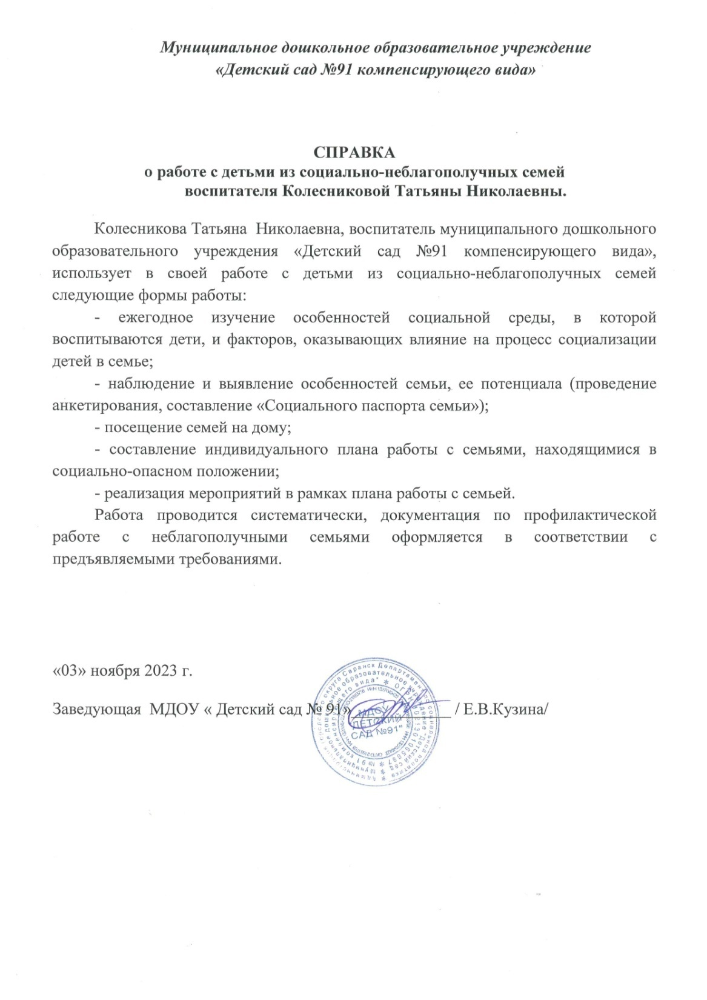 Муниципальное дошкольное образовательное учреждение
«Детский сад №91 компенсирующего вида»
СПРАВКА
о работе с детьми из социально-неблагополучных семей
воспитателя Колесниковой Татьяны Николаевны.
Колесникова Татьяна  Николаевна, воспитатель муниципального дошкольного
образовательного учреждения «Детский сад №91 компенсирующего вида»,
использует в своей работе с детьми из социально-неблагополучных семей
следующие формы работы:
- ежегодное изучение особенностей социальной среды, в которой
воспитываются дети, и факторов, оказывающих влияние на процесс социализации
детей в семье;
- наблюдение и выявление особенностей семьи, ее потенциала (проведение
анкетирования, составление «Социального паспорта семьи»);
- посещение семей на дому;
- составление индивидуального плана работы с семьями, находящимися в
социально-опасном положении;
- реализация мероприятий в рамках плана работы с семьей.
Работа проводится систематически, документация по профилактической
работе с неблагополучными семьями оформляется в соответствии с
предъявляемыми требованиями.
«03» ноября 2023 г.
Заведующая  МДОУ « Детский сад № 91»____________ / Е.В.Кузина/
МДОУ
"ДЕТСКИЙ
САД №91"